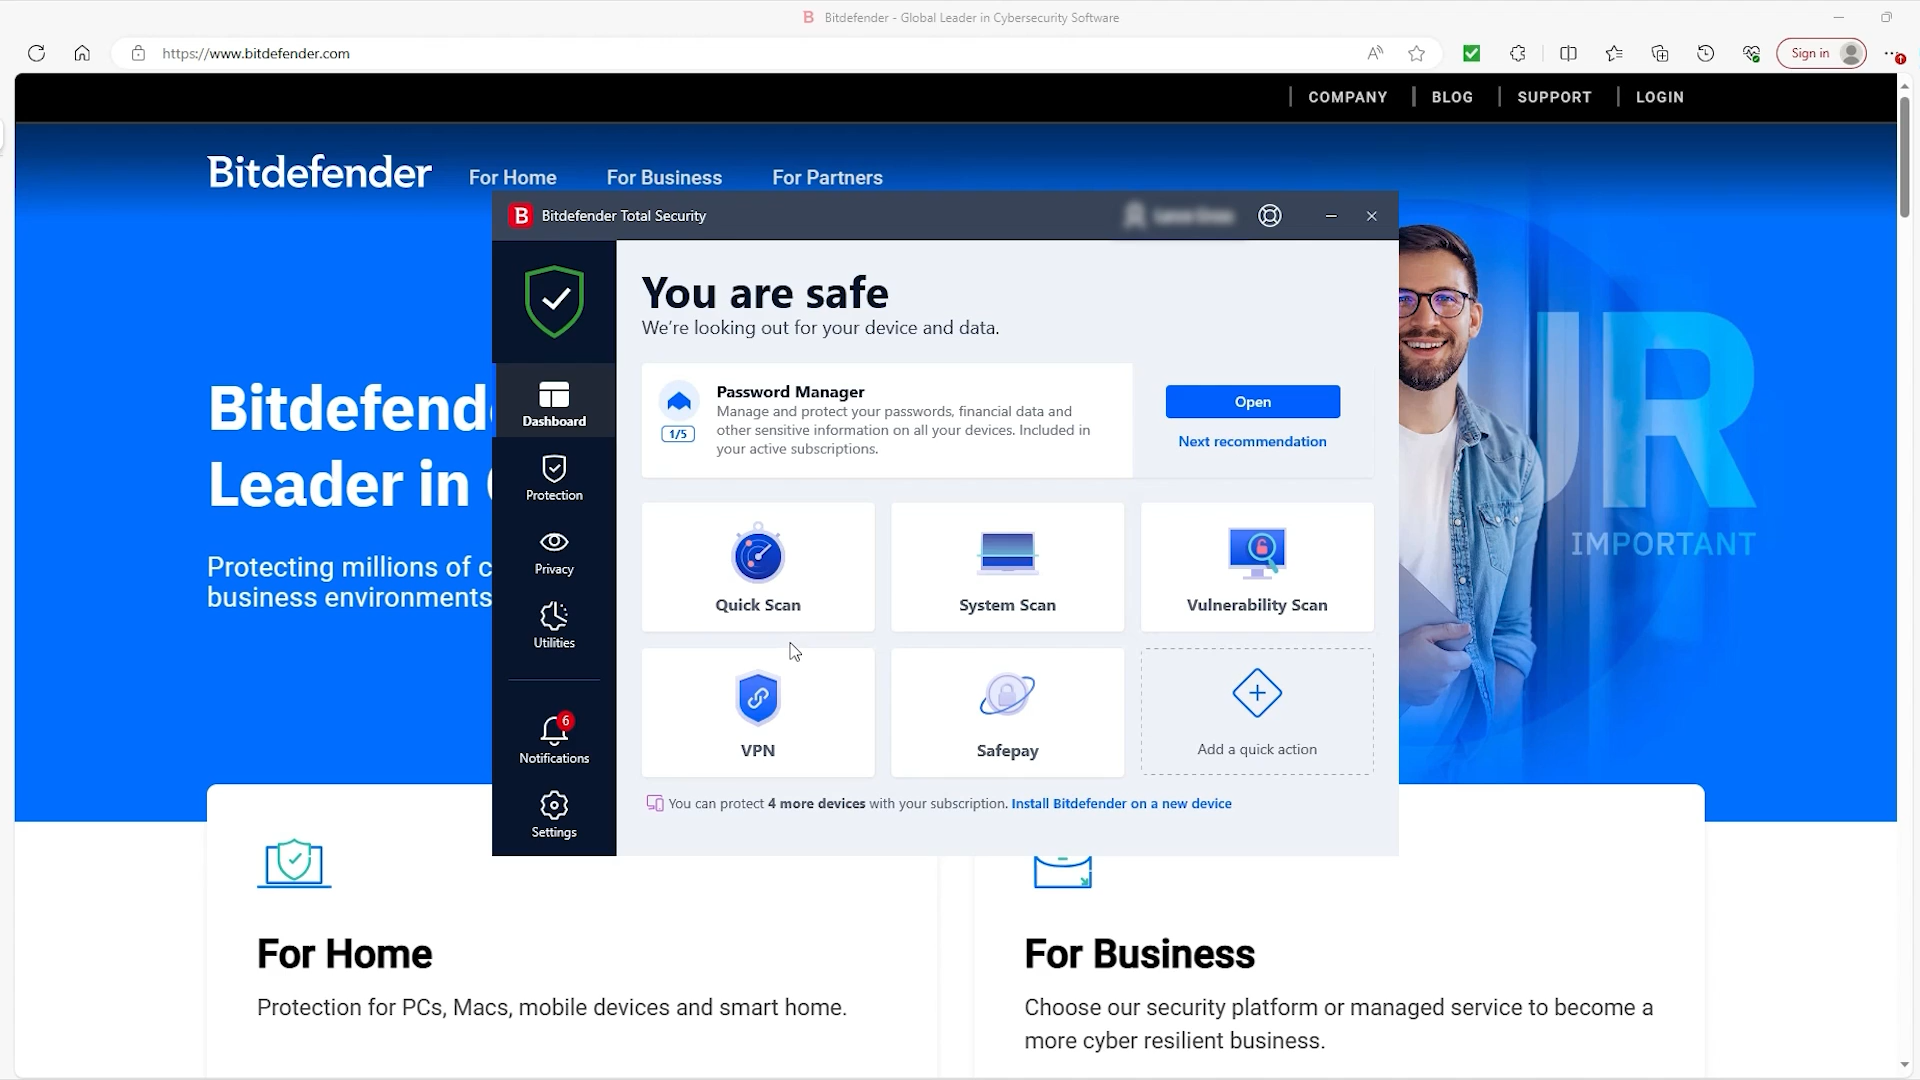 Bitdefender - Global Leader in Cybersecurity Software
https://www.bitdefender.com
Sign in
COMPANY
BLOG
SUPPORT
LOGIN
Bitdefender
For Home
For Business
For Partners
B Bitdefender Total Security
You are safe
We're looking out for your device and data.
Dashboard
Protection
Privacy
Utilities
6
Notifications
Settings
Password Manager
Manage and protect your passwords, financial data and
other sensitive information on all your devices. Included in
your active subscriptions.
1/5
Open
Next recommendation
Quick Scan
System Scan
Vulnerability Scan
VPN
Safepay
Add a quick action
You can protect 4 more devices with your subscription. Install Bitdefender on a new device
Leader in
Protecting millions of
business environments
UR
IMPORTANT
For Home
Protection for PCs, Macs, mobile devices and smart home.
For Business
Choose our security platform or managed service to become a
more cyber resilient business.